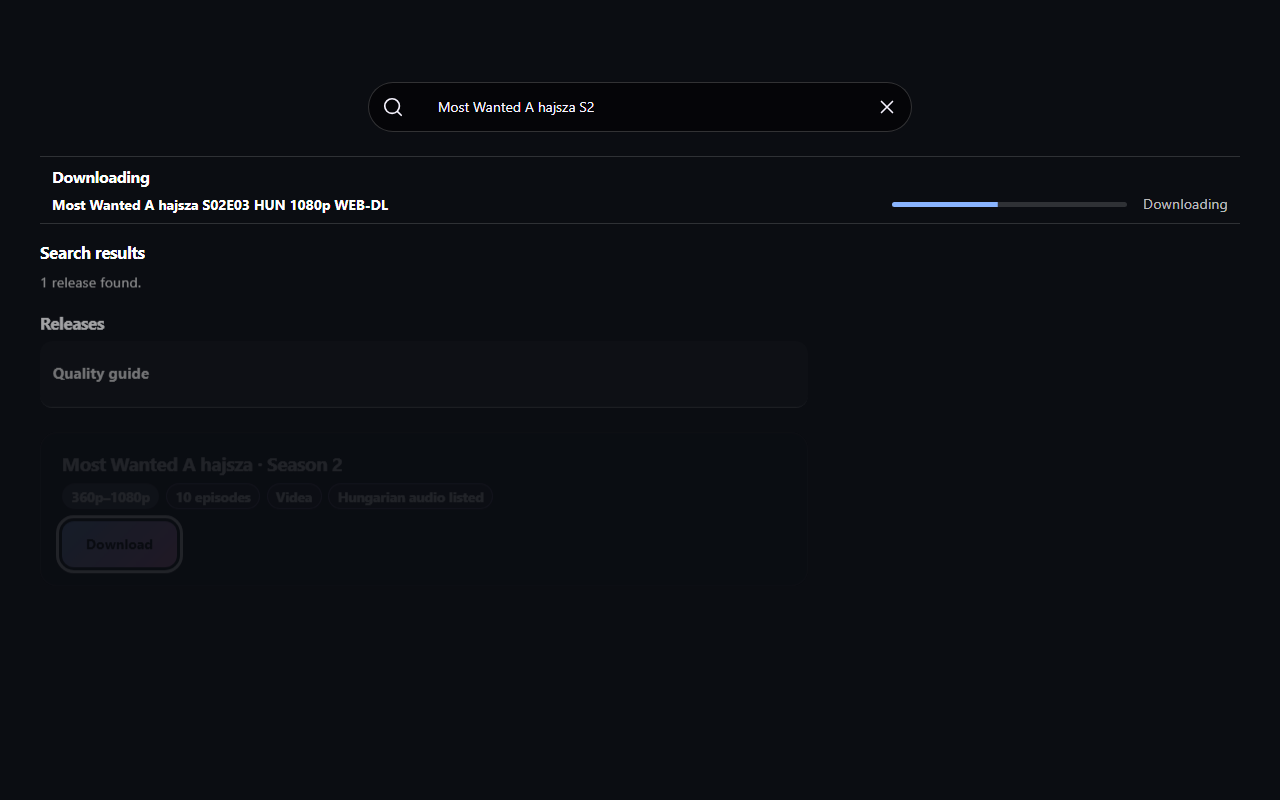 Most Wanted A hajsza S2
Downloading
Most Wanted A hajsza S02E03 HUN 1080p WEB-DL
Downloading
Search results
1 release found.
Releases
Quality guide
Most Wanted A hajsza · Season 2
360p–1080p 10 episodes Videa Hungarian audio listed
Download